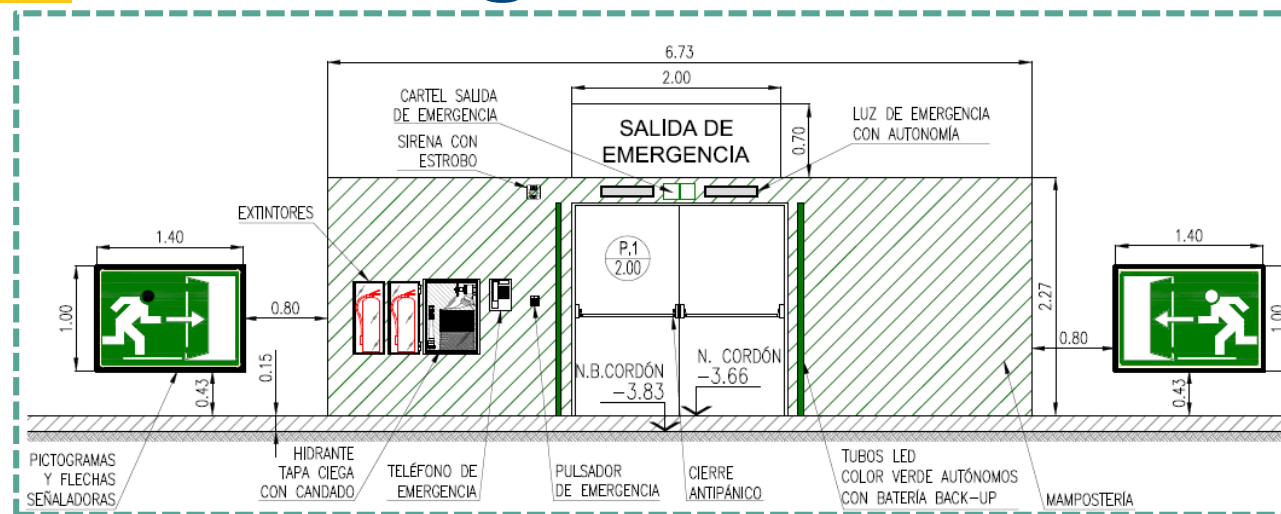 6.73
2.00
CARTEL SALIDA
DE EMERGENCIA
SIRENA CON
ESTROBO
SALIDA DE
EMERGENCIA
0.70
LUZ DE EMERGENCIA
CON AUTONOMÍA
EXTINTORES
1.40
1.00
0.80
0.15
0.43
P,1
2.00
N.B.CORDÓN
-3.83
N. CORDÓN
-3.66
2.27
1.40
1.00
0.80
0.43
PICTOGRAMAS
Y FLECHAS
SEÑALADORAS
HIDRANTE
TAPA CIEGA
CON CANDADO
TELÉFONO DE
EMERGENCIA
PULSADOR
DE EMERGENCIA
CIERRE
ANTIPÁNICO
TUBOS LED
COLOR VERDE AUTÓNOMOS
CON BATERÍA BACK-UP
MAMPOSTERÍA